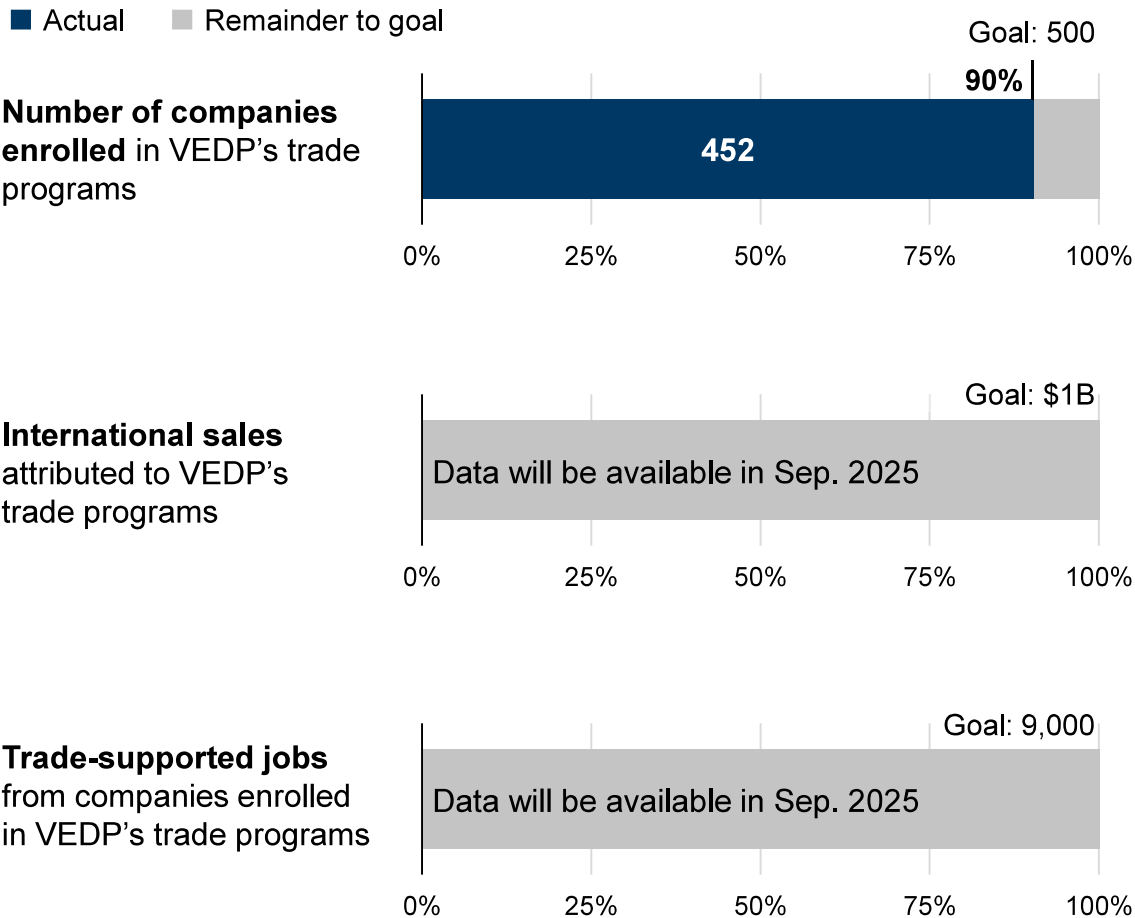 Actual Remainder to goal
Goal: 500
90%
Number of companies
enrolled in VEDP’s trade
programs
452
0% 25% 50% 75% 100%
Goal: $1B
International sales
attributed to VEDP’s
trade programs
Data will be available in Sep. 2025
0% 25% 50% 75% 100%
Goal: 9,000
Trade-supported jobs
from companies enrolled
in VEDP’s trade programs
Data will be available in Sep. 2025
0% 25% 50% 75% 100%